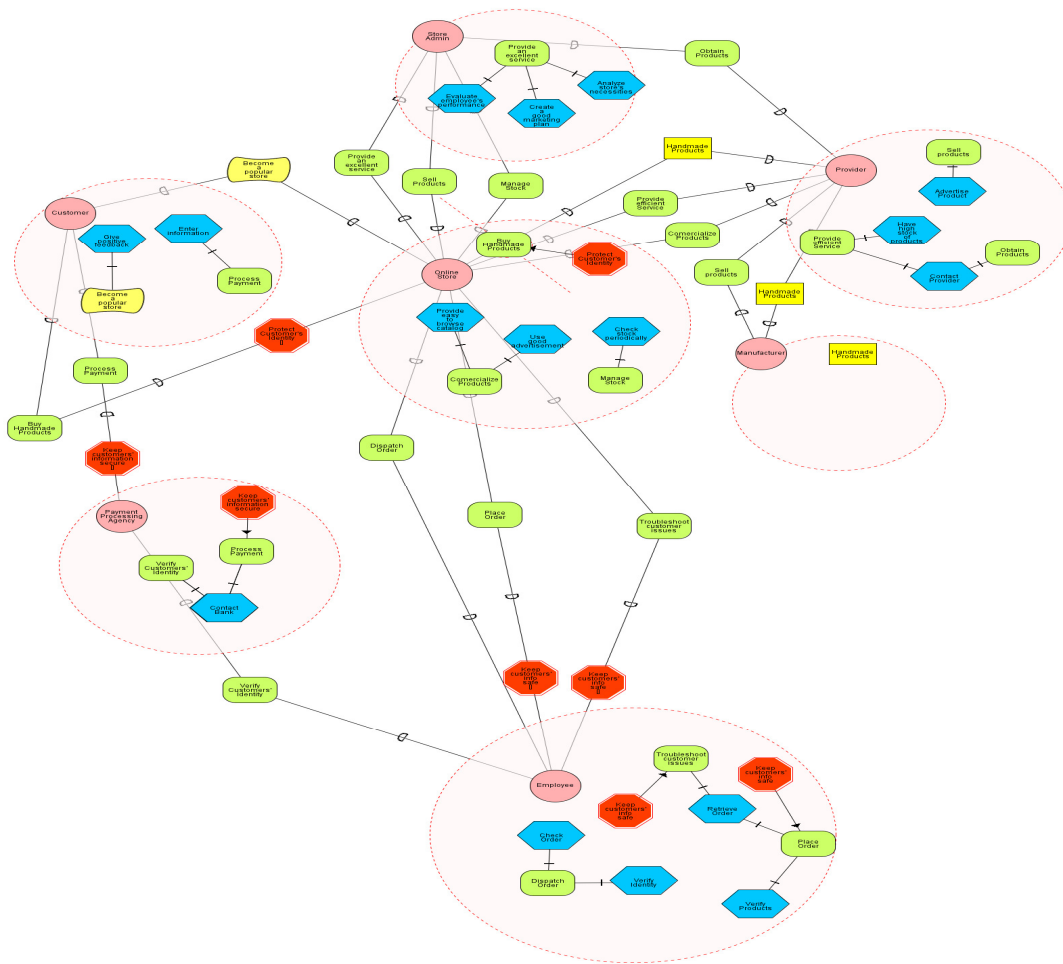 Store
Admin
Provide
an
excellent
service
Obtain
Products
Evaluate
employee's
performance
Create
a
good
marketing
plan
Analyze
store's
necessities
Become
a
popular
store
Provide
an excellent
service
Sell
Products
Manage
Stock
Handmade
Products
Provider
Sell
products
Advertise
Product
Customer
Give
positive
feedback
Enter
information
Process
Payment
Become
a
popular
store
Provide
efficient
Service
Comercialize
Products
Buy
Handmade
Products
Protect
Customer's
Identity
Online
Store
Have
high
stock
of
products
Provide
efficient
Service
Contact
Provider
Obtain
Products
Sell
products
Handmade
Products
Protect
Customer's
Identity
▯
Provide
easy
to
browse
catalog
Use
good
advertisement
Check
stock
periodically
Comercialize
Products
Manage
Stock
Manufacturer
Handmade
Products
Process
Payment
Buy
Handmade
Products
Keep
customers'
information
secure
▯
Dispatch
Order
Payment
Processing
Agency
Keep
customers'
information
secure
Process
Payment
Verify
Customers'
Identity
Contact
Bank
Place
Order
Troubleshoot
customer
issues
Verify
Customers'
Identity
Keep
customers'
info
safe
▯
Keep
customers'
info
safe
▯
Employee
Troubleshoot
customer
issues
Keep
customers'
info
safe
Keep
customers'
info
safe
Retrieve
Order
Place
Order
Check
Order
Dispatch
Order
Verify
Identity
Verify
Products